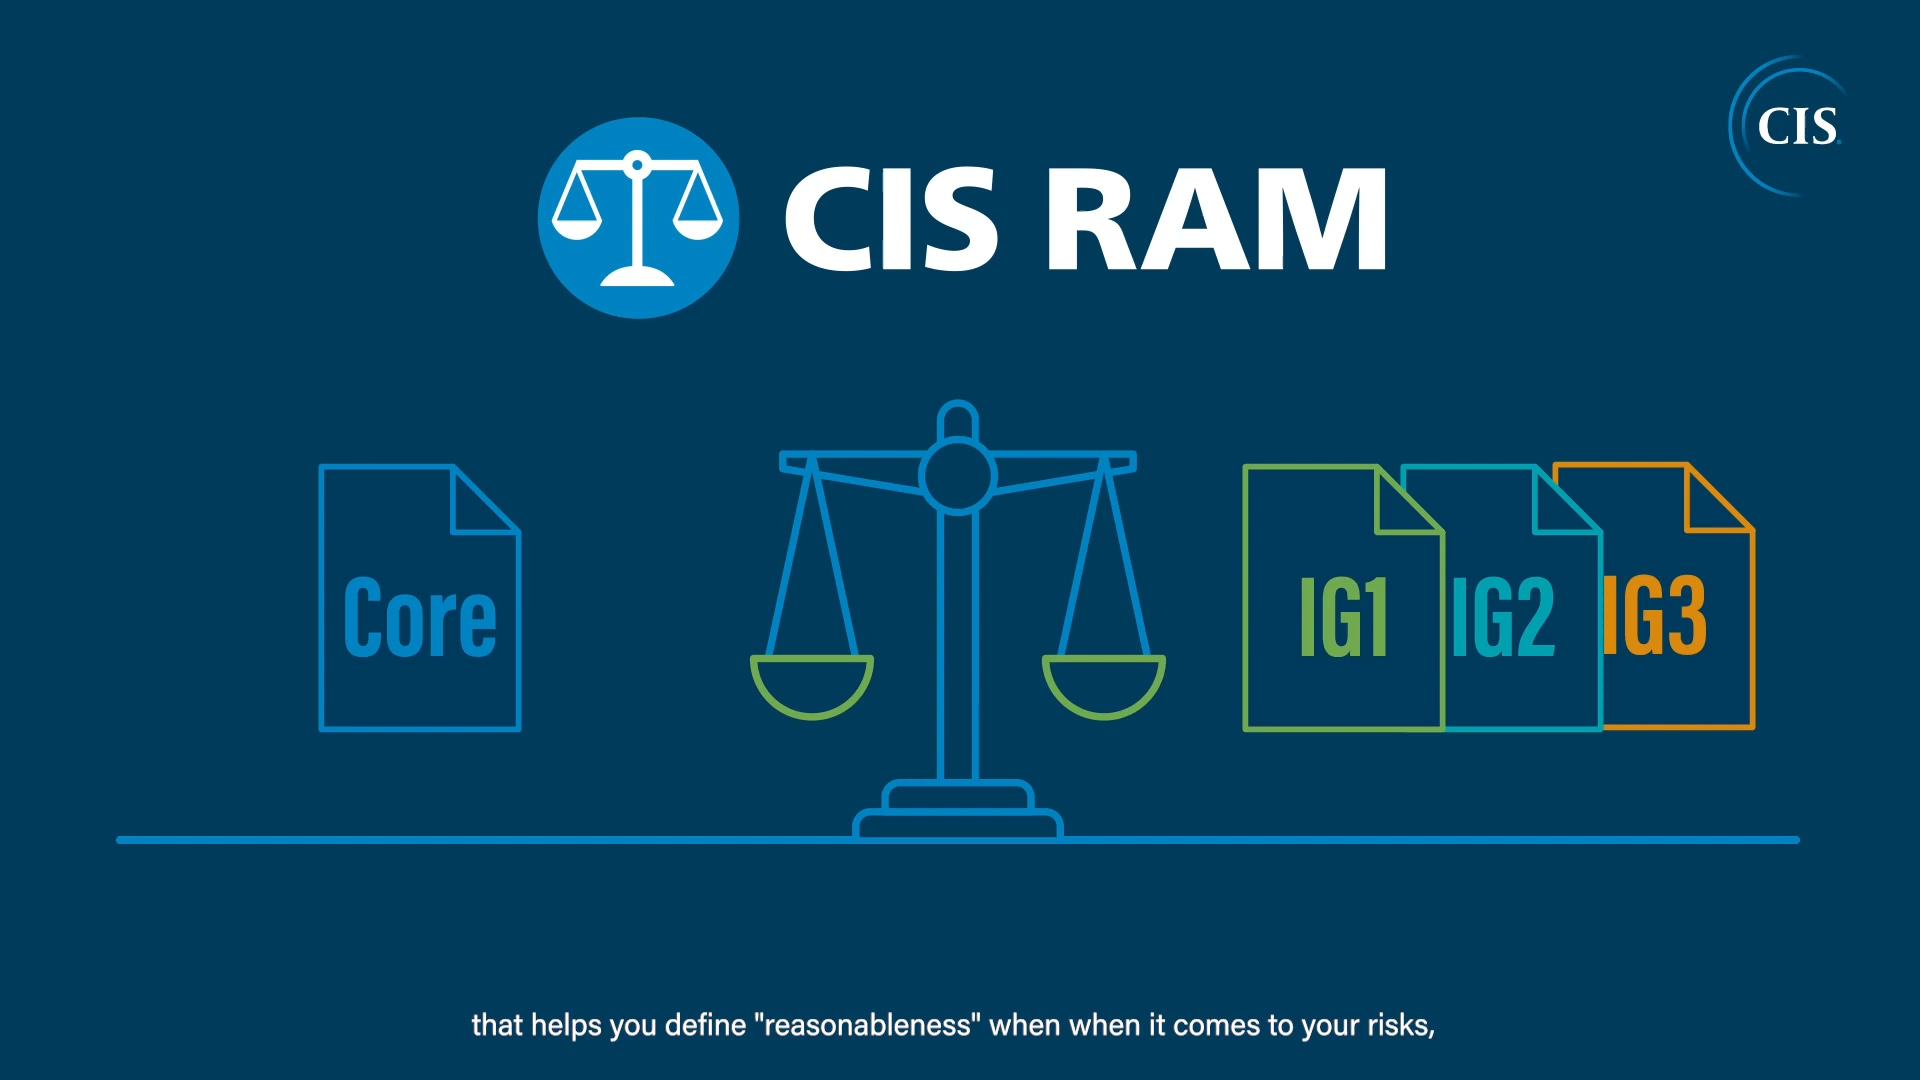 CIS.
CIS RAM
Core
IG1
IG2
IG3
that helps you define "reasonableness" when when it comes to your risks,